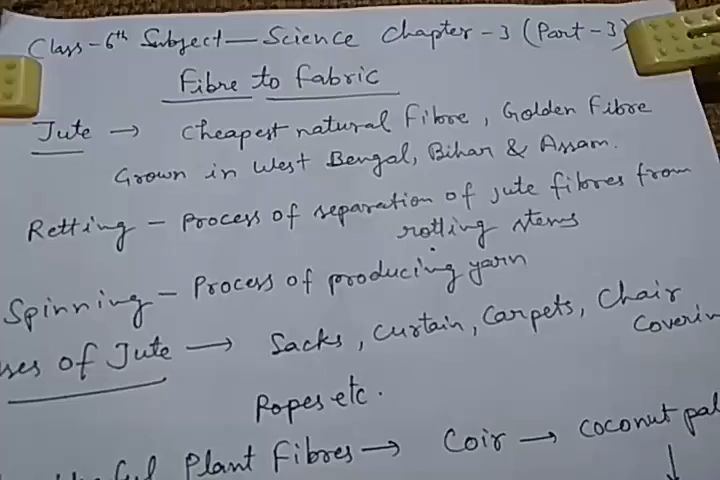 Class-6th Subject—Science Chapter-3 (Part-3)
Fibre to Fabric
Jute → Cheapest natural Fibre, Golden Fibre
Grown in West Bengal, Bihar & Assam.
Retting - Process of separation of jute fibres from
rotting stems
Spinning - Process of producing yarn
of Jute → Sacks, Curtain, Carpets, Chair
Coverin
Ropes etc.
Plant Fibres → Coir → Coconut pal
↓